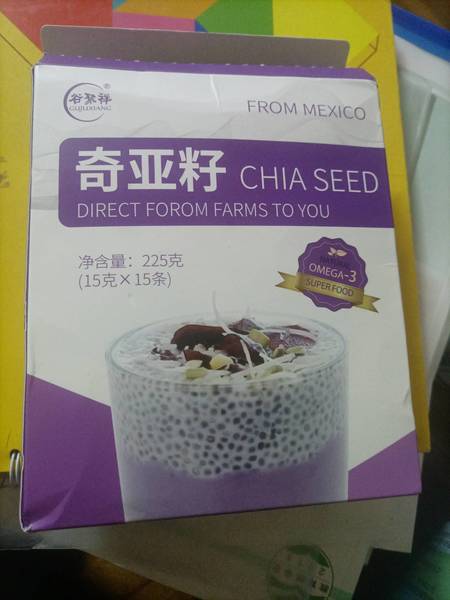 谷聚祥®
GUJUXIANG
FROM MEXICO
奇亚籽 CHIA SEED
DIRECT FOROM FARMS TO YOU
净含量：225克
(15克×15条)
NATURAL
OMEGA-3
SUPER FOOD